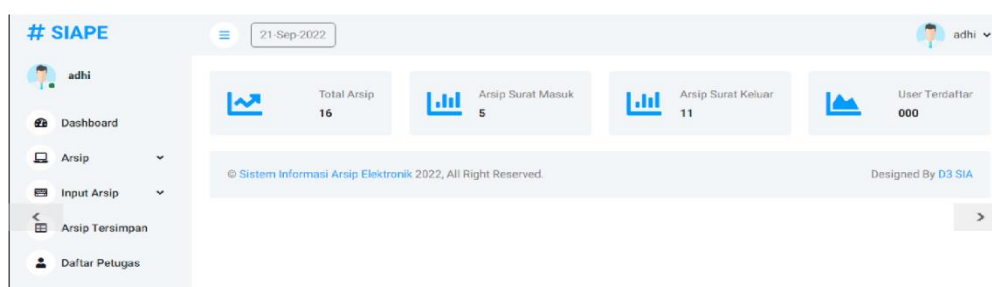 # SIAPE
21-Sep-2022
adhi
adhi
Dashboard
Arsip
Input Arsip
Arsip Tersimpan
Daftar Petugas
Total Arsip
16
Arsip Surat Masuk
5
Arsip Surat Keluar
11
User Terdaftar
000
© Sistem Informasi Arsip Elektronik 2022, All Right Reserved.
Designed By D3 SIA